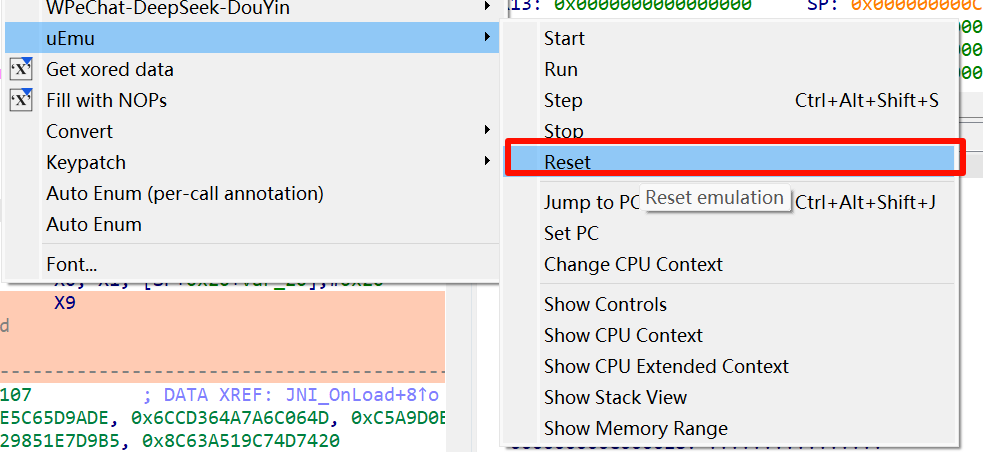 WPeChat-DeepSeek-DouYin
uEmu
Get xored data
Fill with NOPs
Convert
Keypatch
Auto Enum (per-call annotation)
Auto Enum
Font...
X13: 0x0000000000000000 SP: 0x000000000C
Start
Run
Step Ctrl+Alt+Shift+S
Stop
Reset
Reset emulation
Jump to PC Ctrl+Alt+Shift+J
Set PC
Change CPU Context
Show Controls
Show CPU Context
Show CPU Extended Context
Show Stack View
Show Memory Range
X9
d
107 ; DATA XREF: JNI_OnLoad+8↑o
E5C65D9ADE, 0x6CCD364A7A6C064D, 0xC5A9D0E
29851E7D9B5, 0x8C63A519C74D7420